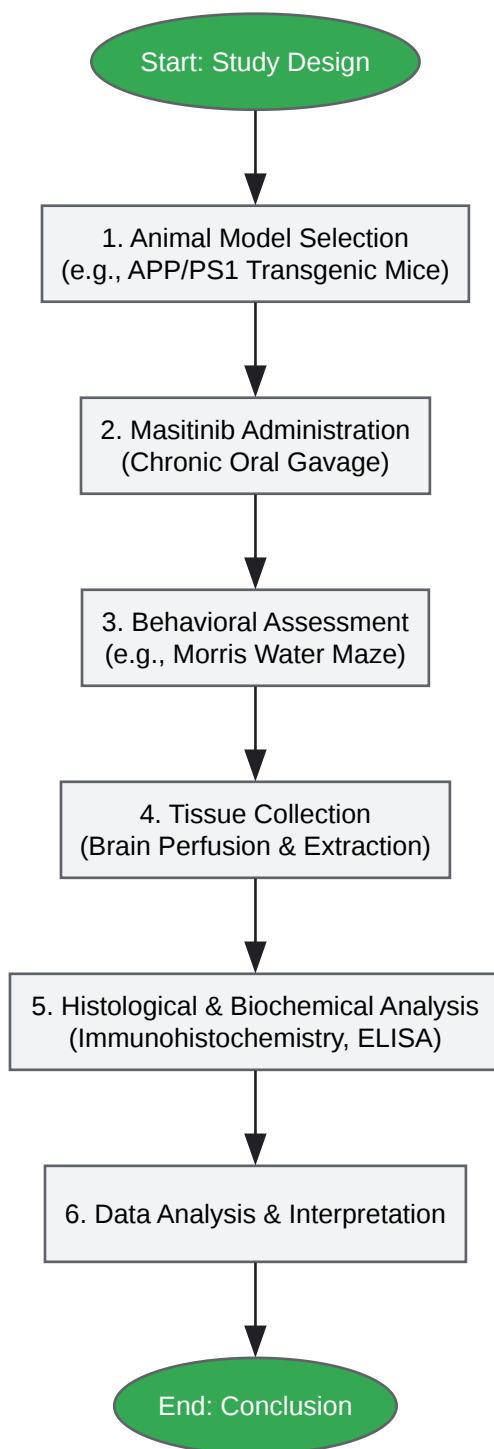 Start: Study Design
1. Animal Model Selection
(e.g., APP/PS1 Transgenic Mice)
2. Masitinib Administration
(Chronic Oral Gavage)
3. Behavioral Assessment
(e.g., Morris Water Maze)
4. Tissue Collection
(Brain Perfusion & Extraction)
5. Histological & Biochemical Analysis
(Immunohistochemistry, ELISA)
6. Data Analysis & Interpretation
End: Conclusion